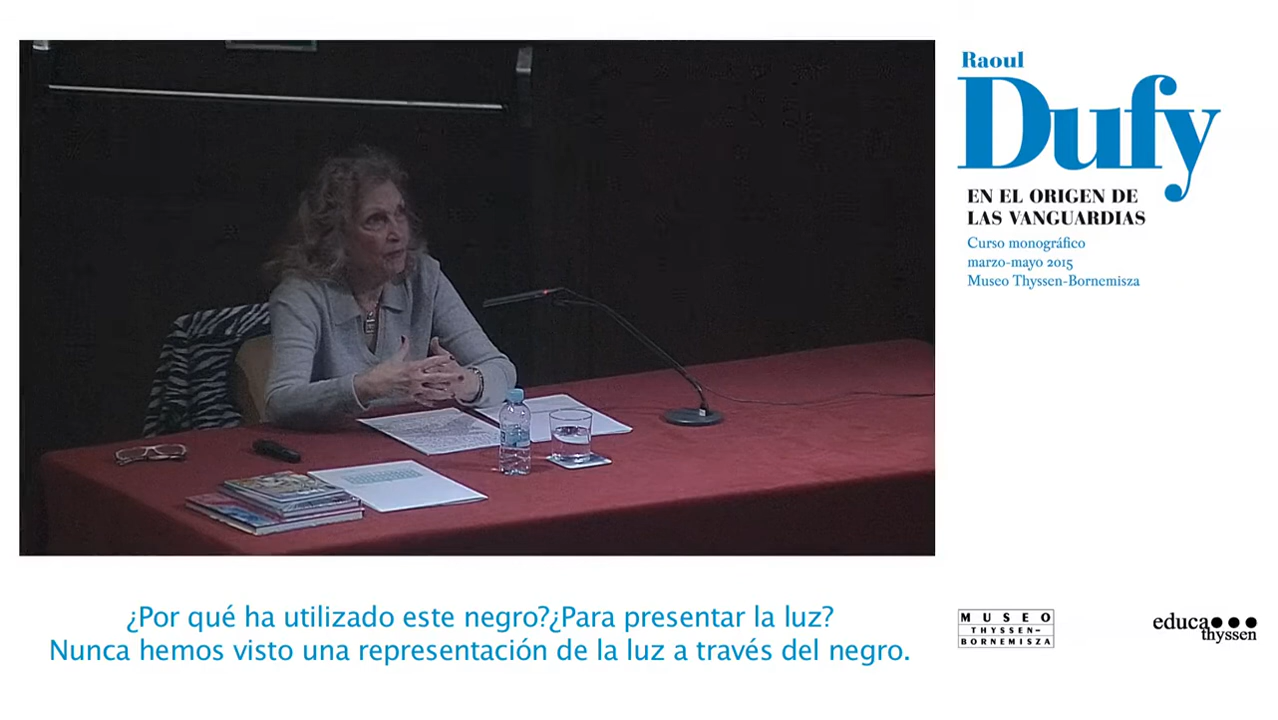 Raoul
Dufy
EN EL ORIGEN DE
LAS VANGUARDIAS
Curso monográfico
marzo-mayo 2015
Museo Thyssen-Bornemisza
¿Por qué ha utilizado este negro?¿Para presentar la luz?
Nunca hemos visto una representación de la luz a través del negro.
MUSEO
THYSSEN-
BORNEMISZA
educa
thyssen